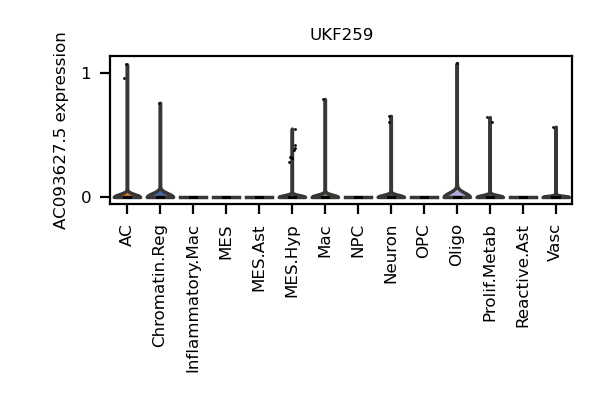 UKF259
AC093627.5 expression
1
0
AC
Chromatin.Reg
Inflammatory.Mac
MES
MES.Ast
MES.Hyp
Mac
NPC
Neuron
OPC
Oligo
Prolif.Metab
Reactive.Ast
Vasc